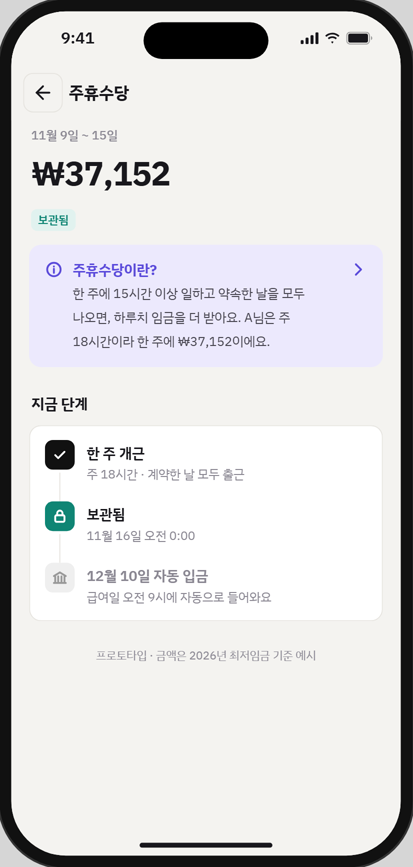 9:41
주휴수당
11월 9일 ~ 15일
₩37,152
보관됨
주휴수당이란?
한 주에 15시간 이상 일하고 약속한 날을 모두
나오면, 하루치 임금을 더 받아요. A님은 주
18시간이라 한 주에 ₩37,152이에요.
지금 단계
한 주 개근
주 18시간 · 계약한 날 모두 출근
보관됨
11월 16일 오전 0:00
12월 10일 자동 입금
급여일 오전 9시에 자동으로 들어와요
프로토타입 · 금액은 2026년 최저임금 기준 예시